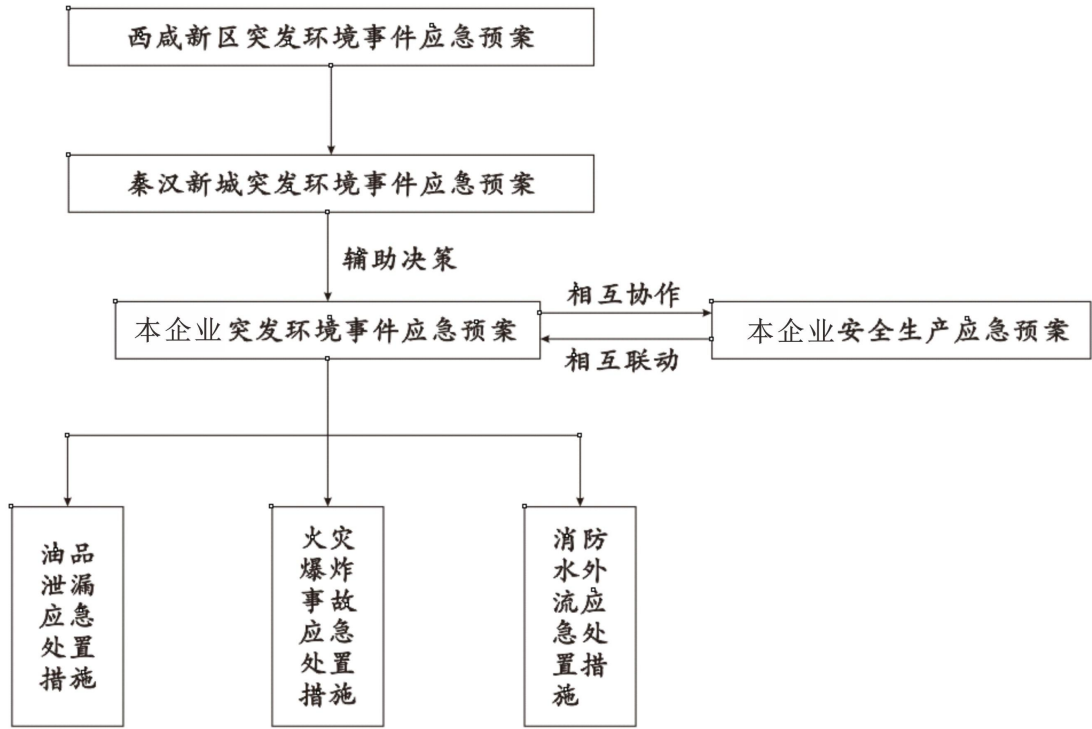 西咸新区突发环境事件应急预案
秦汉新城突发环境事件应急预案
辅助决策
本企业突发环境事件应急预案
相互协作
相互联动
本企业安全生产应急预案
油品
泄漏
应急
处置
措施
火灾
爆炸
事故
应急
处置
措施
消防
水外
流应
急处
置措
施